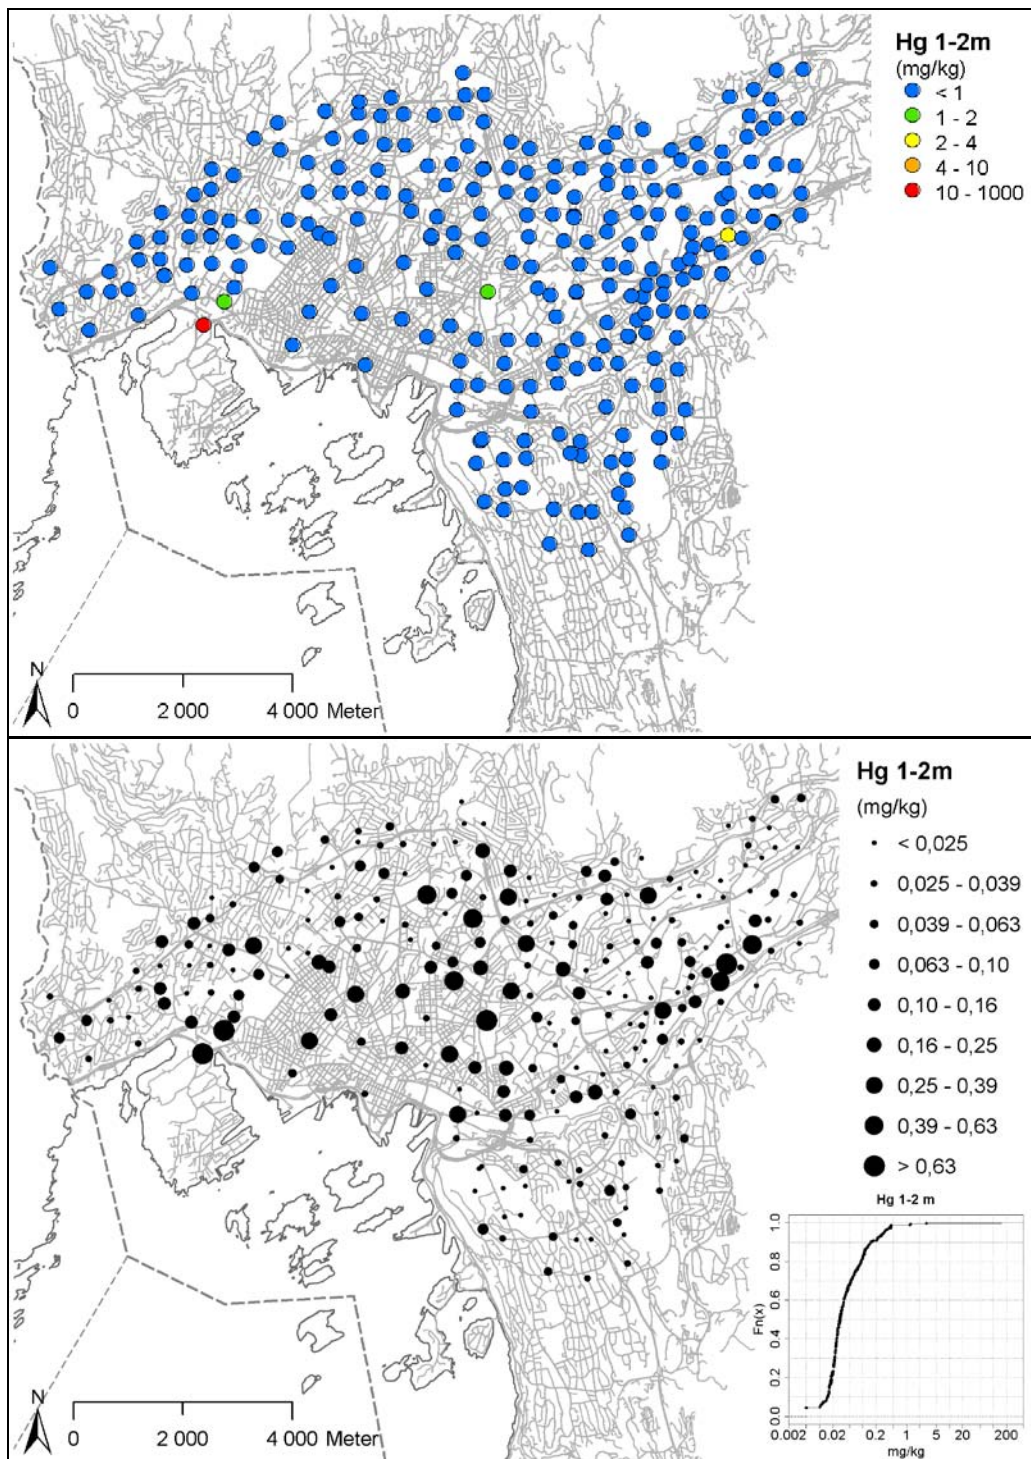 Hg 1-2m
(mg/kg)
< 1
1 - 2
2 - 4
4 - 10
10 - 1000
N
0 2 000 4 000 Meter
Hg 1-2m
(mg/kg)
< 0,025
0,025 - 0,039
0,039 - 0,063
0,063 - 0,10
0,10 - 0,16
0,16 - 0,25
0,25 - 0,39
0,39 - 0,63
> 0,63
Hg 1-2 m
1.0
0.8
0.6
Fn(x)
0.4
0.2
0.0
0.002 0.02 0.2 1 5 20 200
mg/kg
N
0 2 000 4 000 Meter